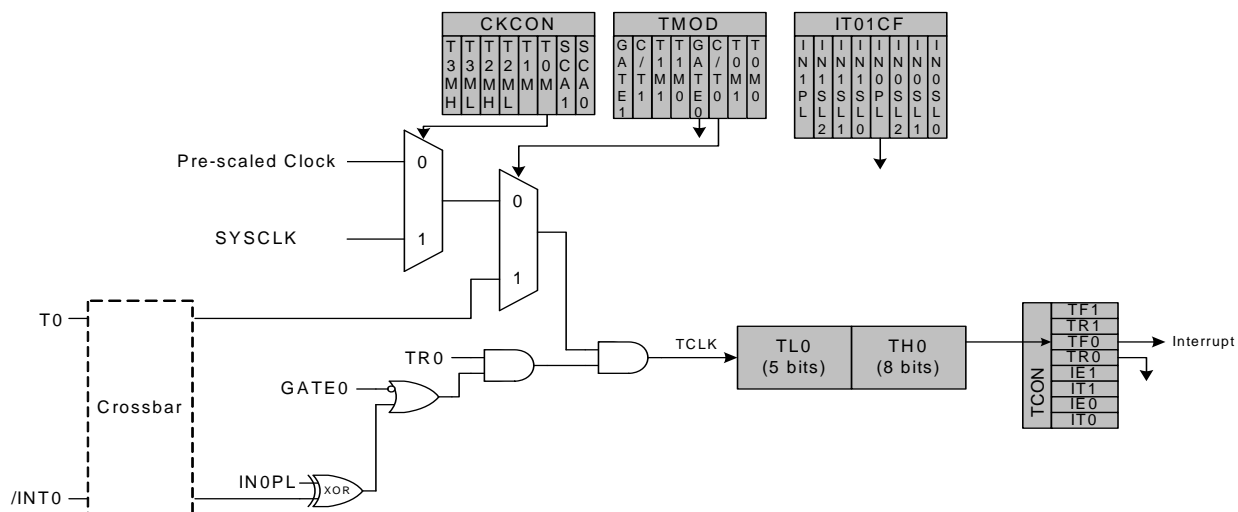 CKCON
T3MH T3ML T2MH T2ML T1M T0M SCA1 SCA0
TMOD
GATE1 C/T1 T1M1 T1M0 GATE0 C/T0 T0M1 T0M0
IT01CF
IN1PL IN1SL2 IN1SL1 IN1SL0 IN0PL IN0SL2 IN0SL1 IN0SL0
Pre-scaled Clock
0
SYSCLK
1
0
1
T0
Crossbar
/INT0
TR0
GATE0
IN0PL
XOR
TCLK
TL0
(5 bits)
TH0
(8 bits)
TCON
TF1
TR1
TF0
TR0
IE1
IT1
IE0
IT0
Interrupt